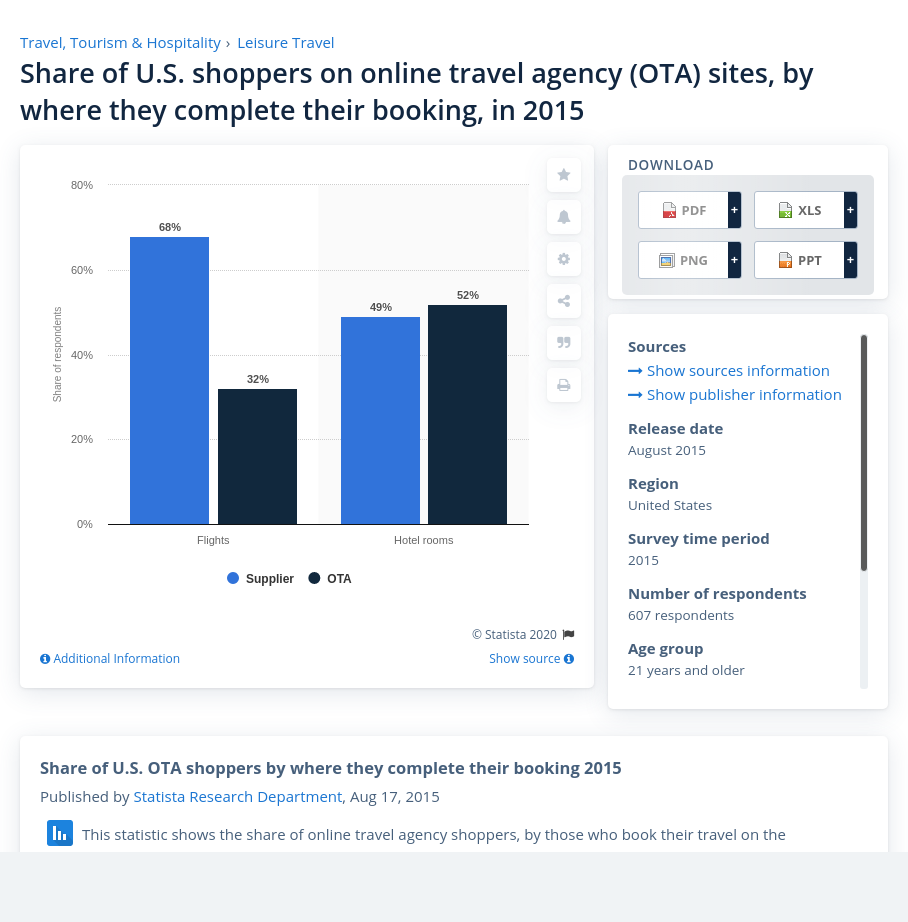 Travel, Tourism & Hospitality › Leisure Travel
Share of U.S. shoppers on online travel agency (OTA) sites, by
where they complete their booking, in 2015
80%
60%
40%
20%
0%
Share of respondents
68%
32%
49%
52%
Flights
Hotel rooms
Supplier
OTA
© Statista 2020
Additional Information
Show source
DOWNLOAD
PDF +
XLS +
PNG +
PPT +
Sources
Show sources information
Show publisher information
Release date
August 2015
Region
United States
Survey time period
2015
Number of respondents
607 respondents
Age group
21 years and older
Share of U.S. OTA shoppers by where they complete their booking 2015
Published by Statista Research Department, Aug 17, 2015
This statistic shows the share of online travel agency shoppers, by those who book their travel on the